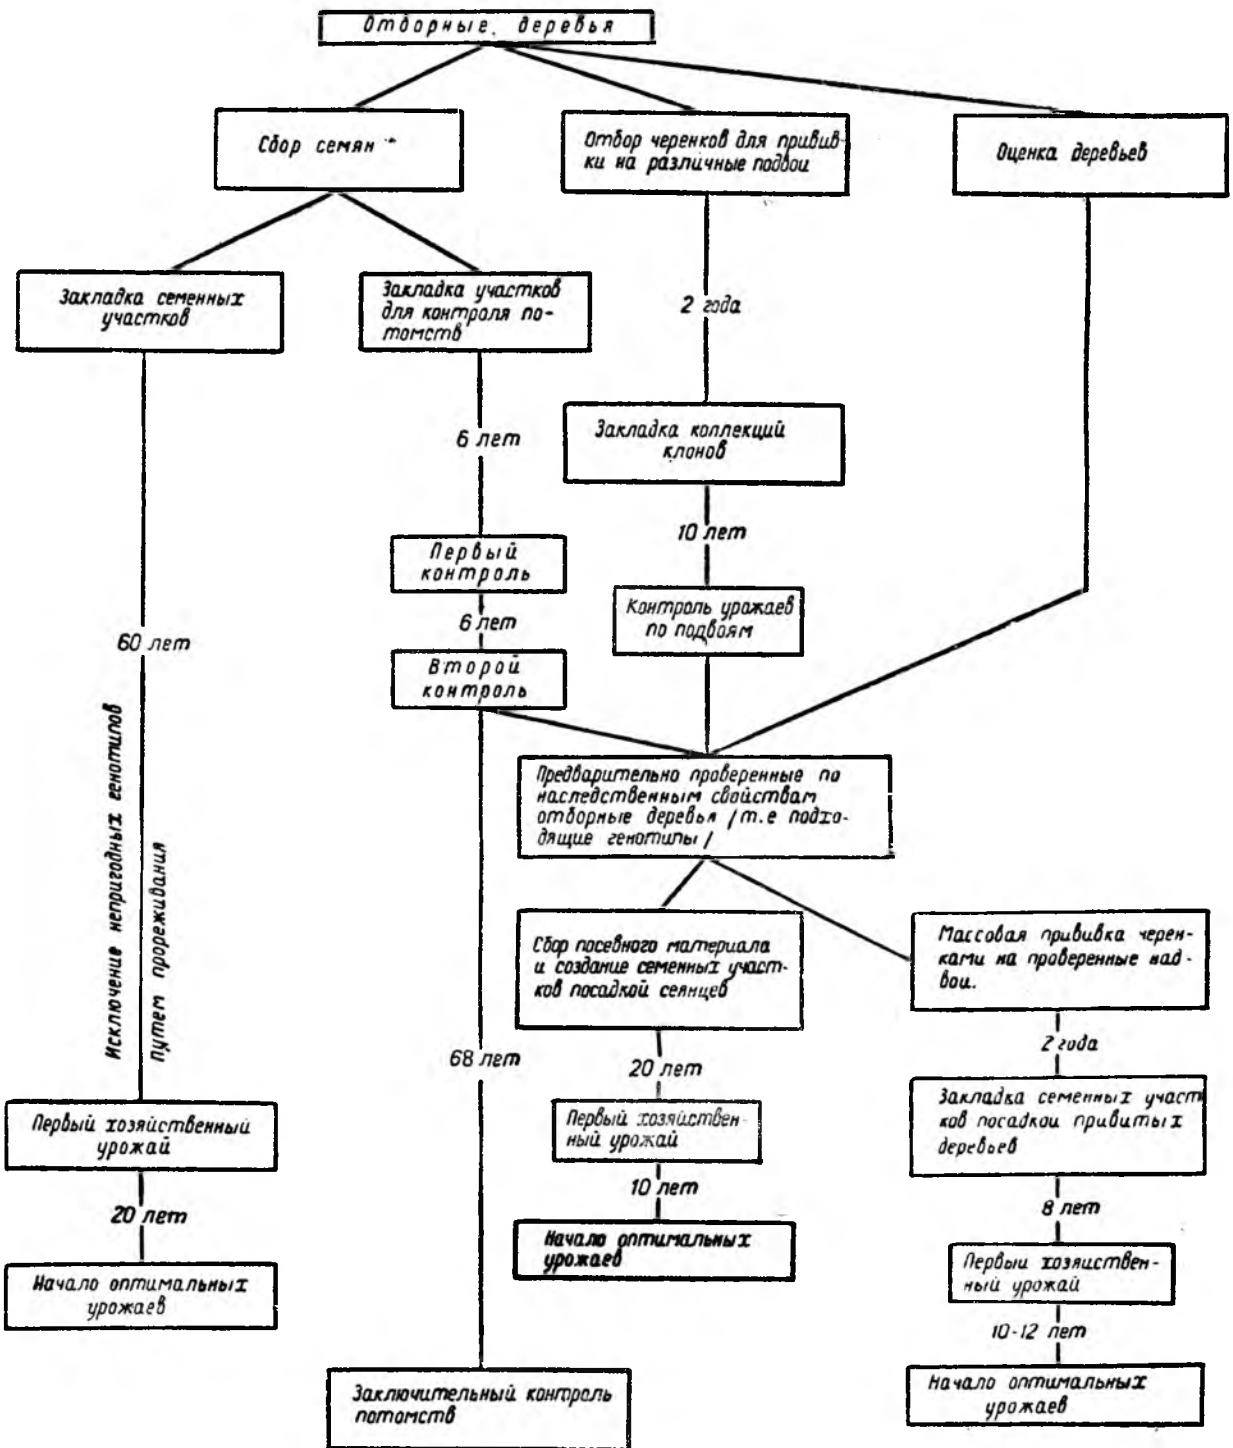 Отборные деревья
Сбор семян
Отбор черенков для привив-
ки на различные подвои
Оценка деревьев
Закладка семенных
участков
Закладка участков
для контроля по-
томств
2 года
6 лет
Закладка коллекций
клонов
10 лет
Первый
контроль
Контроль урожаев
по подвоям
6 лет
60 лет
Второй
контроль
Исключение непригодных генотипов
путем прореживания
Предварительно проверенные по
наследственным свойствам
отборные деревья /т.е подхо-
дящие генотипы/
Сбор посевного материала
и создание семенных участ-
ков посадкой сеянцев
Массовая прививка черен-
ками на проверенные над-
вои.
2 года
68 лет
20 лет
Закладка семенных участ
ков посадкой привитых
деревьев
Первый хозяйственный
урожай
Первый хозяйствен-
ный урожай
10 лет
20 лет
8 лет
Начало оптимальных
урожаев
Первый хозяйствен-
ный урожай
Начало оптимальных
урожаев
10-12 лет
Начало оптимальных
урожаев
Заключительный контроль
потомств